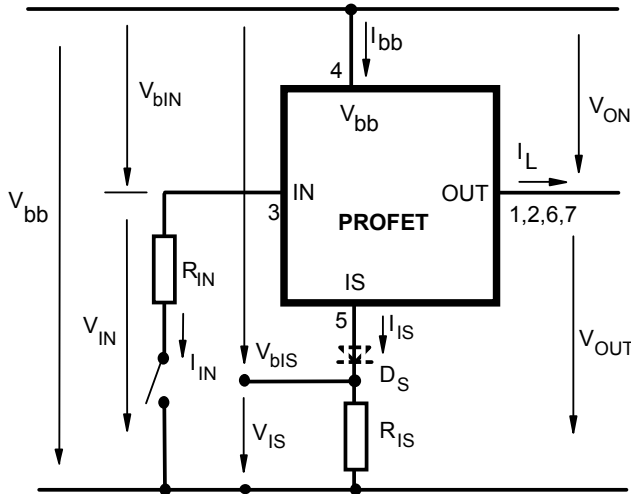 I_bb
4
V_bIN
V_bb
V_ON
I_L
IN
OUT
3
1,2,6,7
V_bb
PROFET
R_IN
IS
5
I_IS
V_IN
V_bIS
V_OUT
I_IN
D_S
V_IS
R_IS